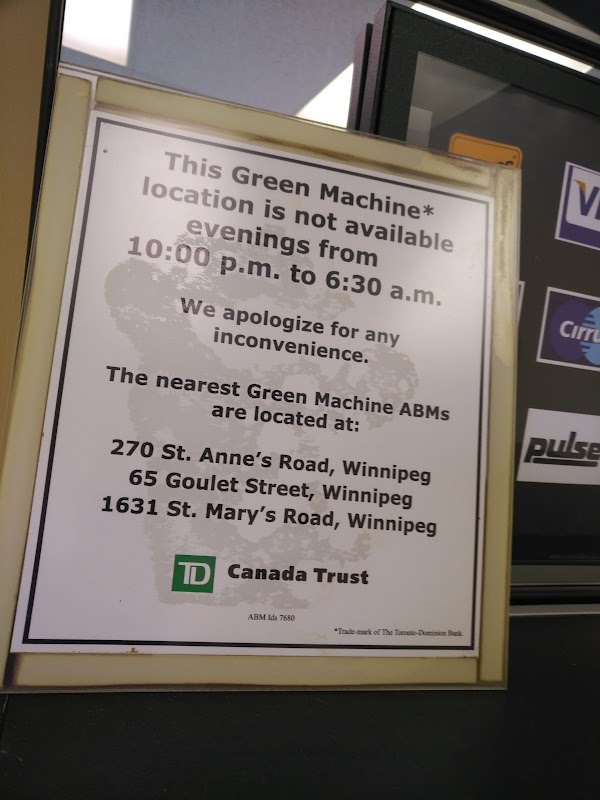 This Green Machine*
location is not available
evenings from
10:00 p.m. to 6:30 a.m.
We apologize for any
inconvenience.
The nearest Green Machine ABMs
are located at:
270 St. Anne's Road, Winnipeg
65 Goulet Street, Winnipeg
1631 St. Mary's Road, Winnipeg
TD Canada Trust
ABM Ids 7680
*Trade-mark of The Toronto-Dominion Bank.
pulse